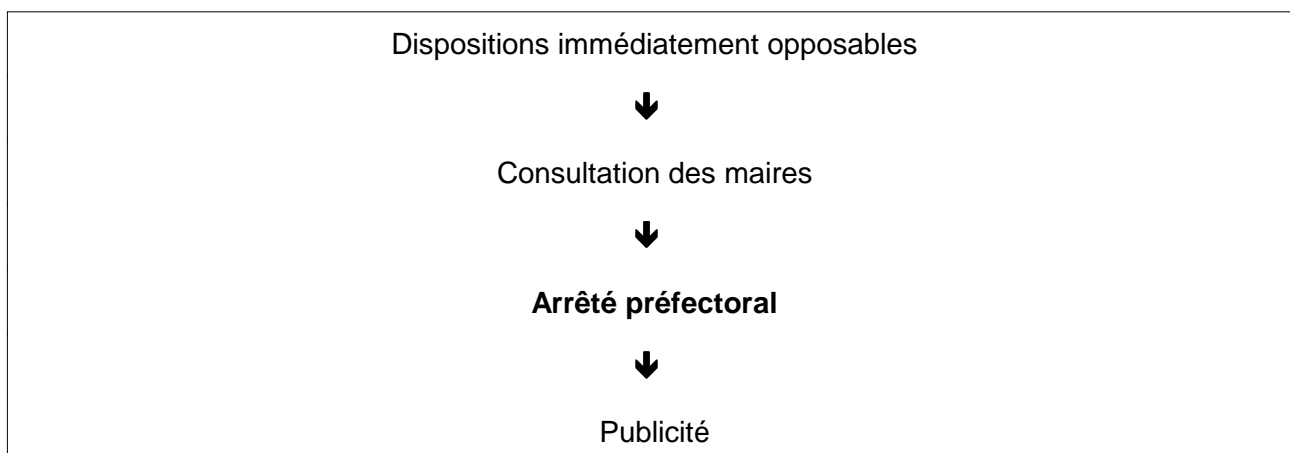 Dispositions immédiatement opposables
Consultation des maires
Arrêté préfectoral
Publicité